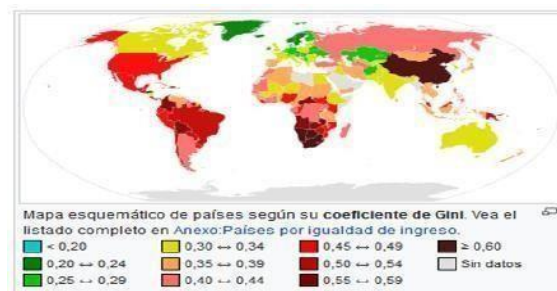 Mapa esquemático de países según su coeficiente de Gini. Vea el
listado completo en Anexo:Países por igualdad de ingreso.
< 0,20 0,30 ↔ 0,34 0,45 ↔ 0,49 ≥ 0,60
0,20 ↔ 0,24 0,35 ↔ 0,39 0,50 ↔ 0,54 Sin datos
0,25 ↔ 0,29 0,40 ↔ 0,44 0,55 ↔ 0,59